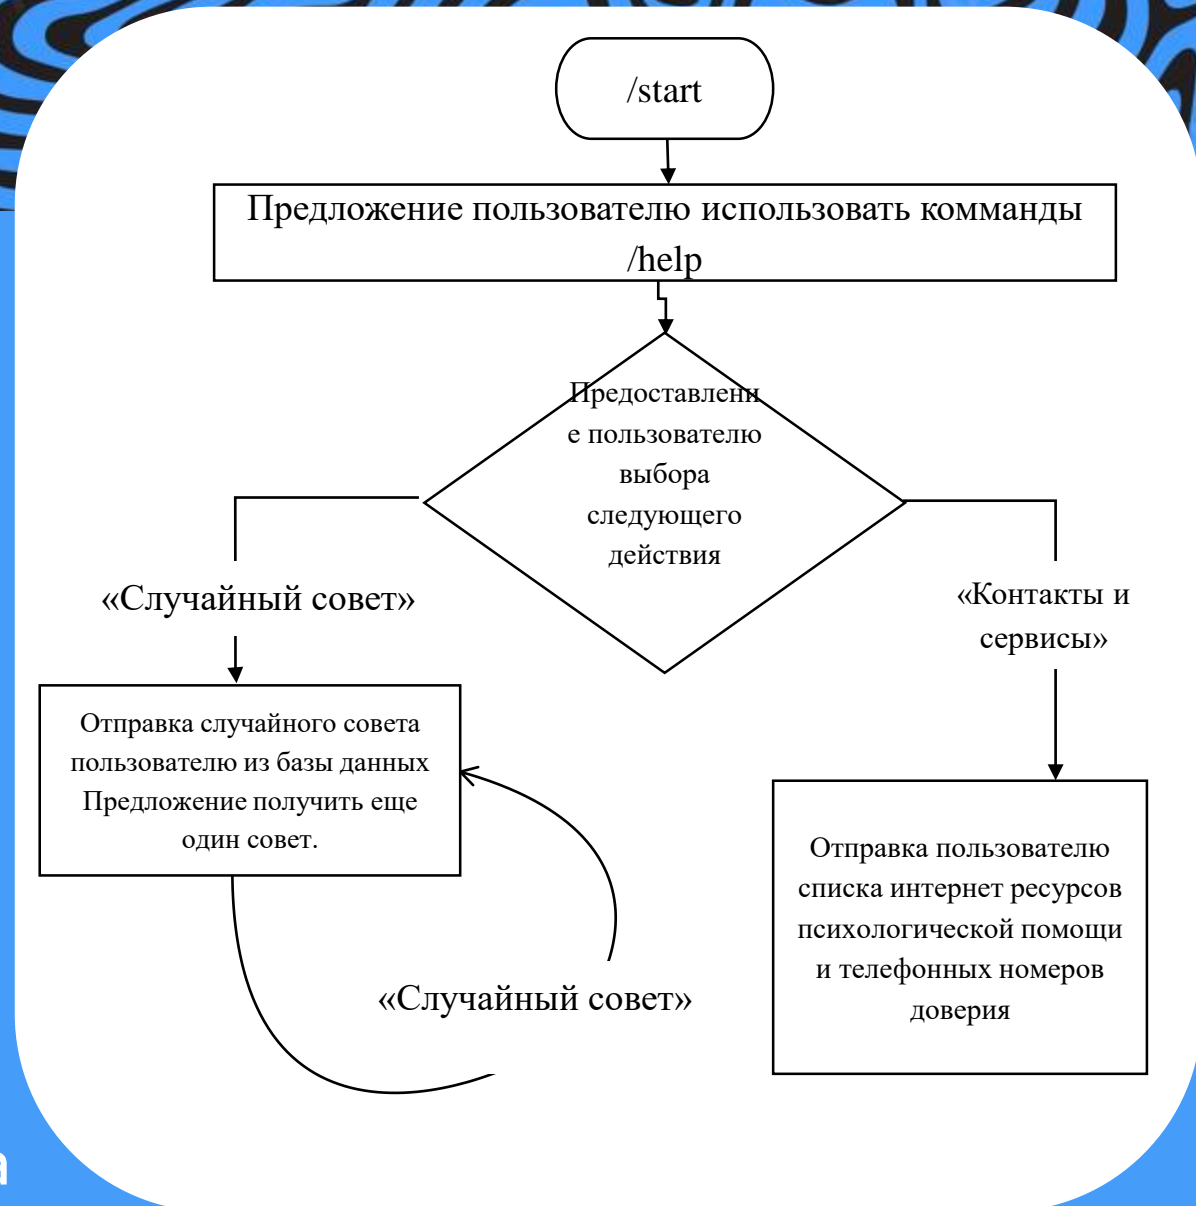 /start
Предложение пользователю использовать комманды
/help
Предоставлени
е пользователю
выбора
следующего
действия
«Случайный совет»
«Контакты и
сервисы»
Отправка случайного совета
пользователю из базы данных
Предложение получить еще
один совет.
Отправка пользователю
списка интернет ресурсов
психологической помощи
и телефонных номеров
доверия
«Случайный совет»
а